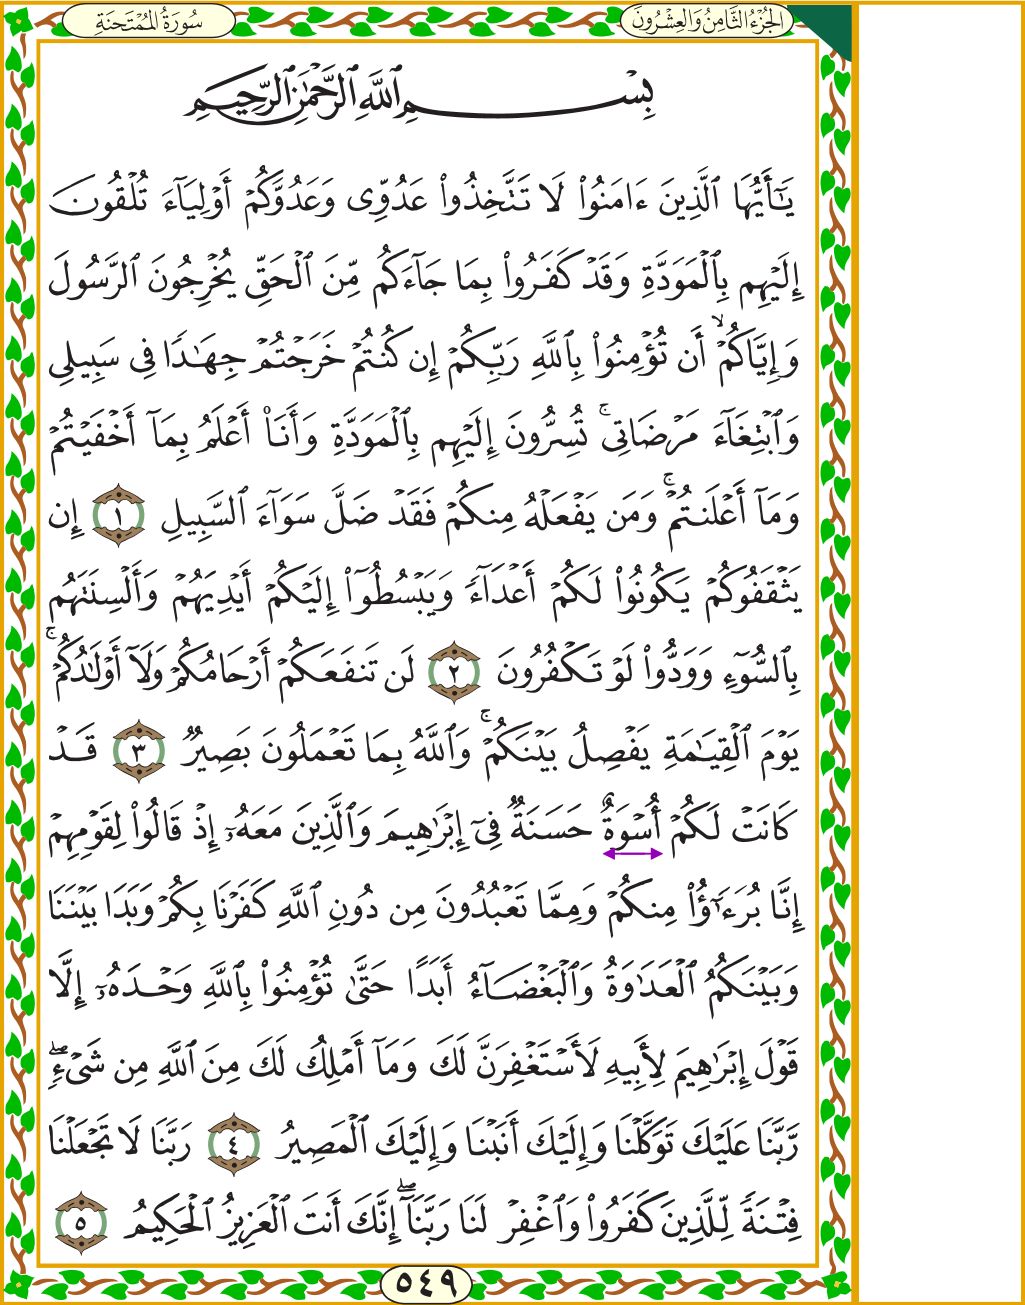 الجُزْءُ الثَّامِنُ وَالعِشْرُونَ
سُورَةُ المُمْتَحَنَةِ
بِسْمِ ٱللَّهِ ٱلرَّحْمَٰنِ ٱلرَّحِيمِ
يَٰٓأَيُّهَا ٱلَّذِينَ ءَامَنُوا۟ لَا تَتَّخِذُوا۟ عَدُوِّى وَعَدُوَّكُمْ أَوْلِيَآءَ تُلْقُونَ
إِلَيْهِم بِٱلْمَوَدَّةِ وَقَدْ كَفَرُوا۟ بِمَا جَآءَكُم مِّنَ ٱلْحَقِّ يُخْرِجُونَ ٱلرَّسُولَ
وَإِيَّاكُمْ ۙ أَن تُؤْمِنُوا۟ بِٱللَّهِ رَبِّكُمْ إِن كُنتُمْ خَرَجْتُمْ جِهَٰدًا فِى سَبِيلِى
وَٱبْتِغَآءَ مَرْضَاتِى ۚ تُسِرُّونَ إِلَيْهِم بِٱلْمَوَدَّةِ وَأَنَا۠ أَعْلَمُ بِمَآ أَخْفَيْتُمْ
وَمَآ أَعْلَنتُمْ ۚ وَمَن يَفْعَلْهُ مِنكُمْ فَقَدْ ضَلَّ سَوَآءَ ٱلسَّبِيلِ ١ إِن
يَثْقَفُوكُمْ يَكُونُوا۟ لَكُمْ أَعْدَآءً وَيَبْسُطُوٓا۟ إِلَيْكُمْ أَيْدِيَهُمْ وَأَلْسِنَتَهُم
بِٱلسُّوٓءِ وَوَدُّوا۟ لَوْ تَكْفُرُونَ ٢ لَن تَنفَعَكُمْ أَرْحَامُكُمْ وَلَآ أَوْلَٰدُكُمْ ۚ
يَوْمَ ٱلْقِيَٰمَةِ يَفْصِلُ بَيْنَكُمْ ۚ وَٱللَّهُ بِمَا تَعْمَلُونَ بَصِيرٌ ٣ قَدْ
كَانَتْ لَكُمْ أُسْوَةٌ حَسَنَةٌ فِىٓ إِبْرَٰهِيمَ وَٱلَّذِينَ مَعَهُۥٓ إِذْ قَالُوا۟ لِقَوْمِهِمْ
إِنَّا بُرَءَٰٓؤُا۟ مِنكُمْ وَمِمَّا تَعْبُدُونَ مِن دُونِ ٱللَّهِ كَفَرْنَا بِكُمْ وَبَدَا بَيْنَنَا
وَبَيْنَكُمُ ٱلْعَدَٰوَةُ وَٱلْبَغْضَآءُ أَبَدًا حَتَّىٰ تُؤْمِنُوا۟ بِٱللَّهِ وَحْدَهُۥٓ إِلَّا
قَوْلَ إِبْرَٰهِيمَ لِأَبِيهِ لَأَسْتَغْفِرَنَّ لَكَ وَمَآ أَمْلِكُ لَكَ مِنَ ٱللَّهِ مِن شَىْءٍ ۖ
رَّبَّنَا عَلَيْكَ تَوَكَّلْنَا وَإِلَيْكَ أَنَبْنَا وَإِلَيْكَ ٱلْمَصِيرُ ٤ رَبَّنَا لَا تَجْعَلْنَا
فِتْنَةً لِّلَّذِينَ كَفَرُوا۟ وَٱغْفِرْ لَنَا رَبَّنَآ ۖ إِنَّكَ أَنتَ ٱلْعَزِيزُ ٱلْحَكِيمُ ٥
٥٤٩